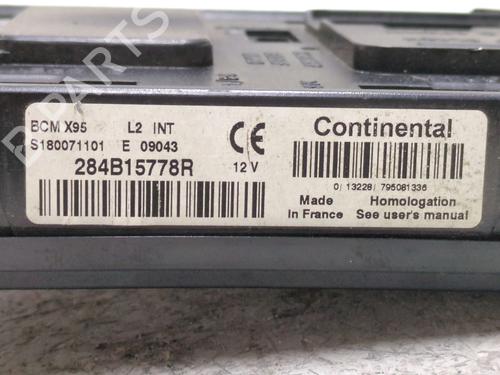 B-PARTS
BCM X95 L2 INT
S180071101 E 09043
284B15778R
CE
12 V
Continental
0/13228/795081336
Made in France
Homologation See user's manual